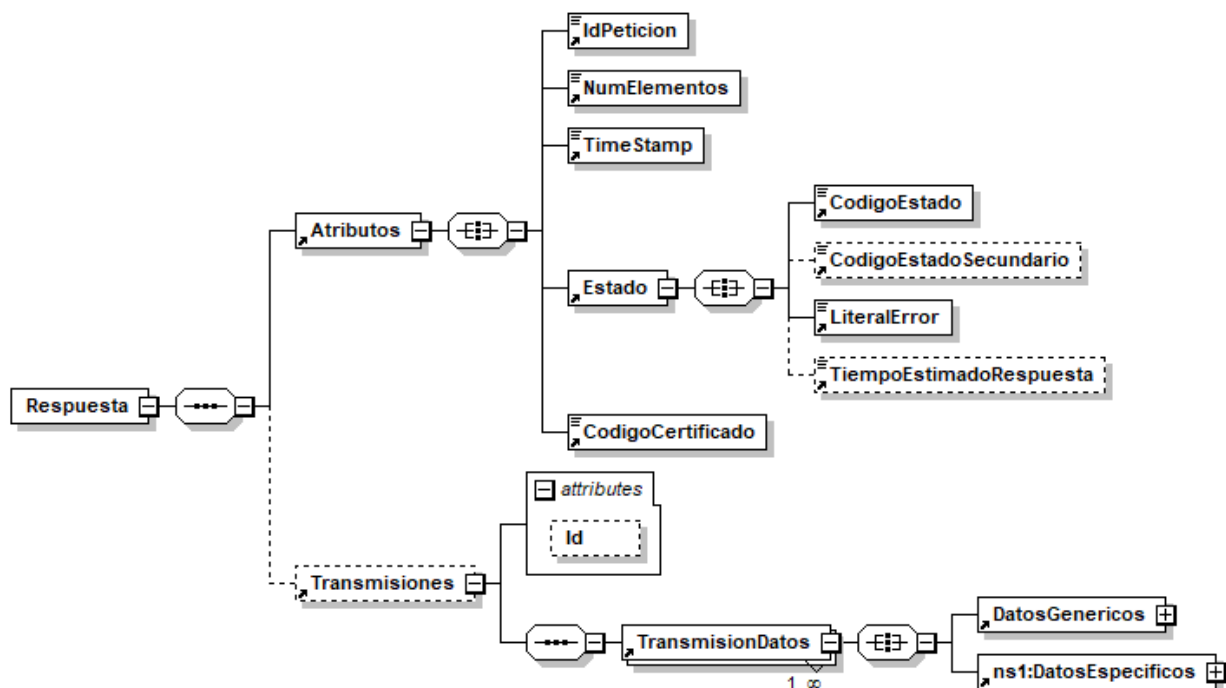 IdPeticion
NumElementos
TimeStamp
Atributos
CodigoEstado
CodigoEstadoSecundario
Estado
LiteralError
TiempoEstimadoRespuesta
Respuesta
CodigoCertificado
attributes
Id
Transmisiones
DatosGenericos
TransmisionDatos
ns1:DatosEspecificos
1..∞